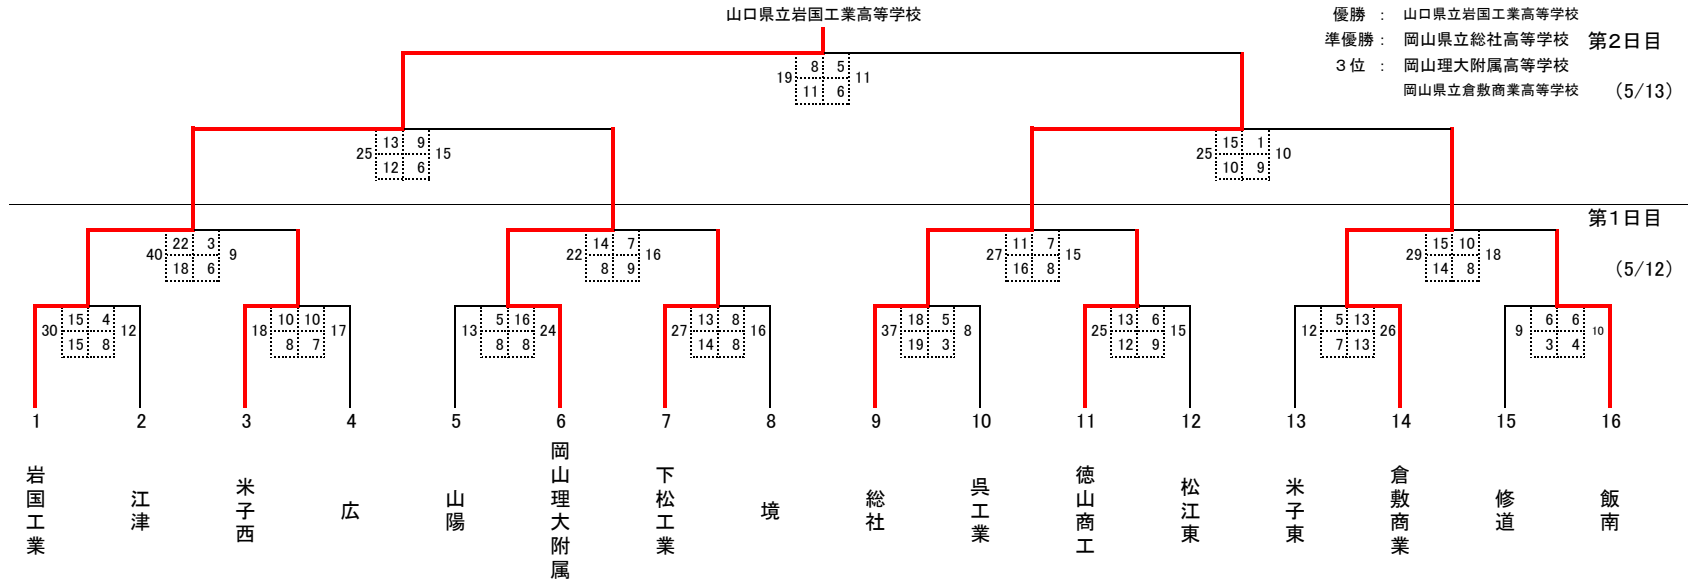 山口県立岩国工業高等学校
優勝 : 山口県立岩国工業高等学校
準優勝 : 岡山県立総社高等学校
第2日目
3位 : 岡山理大附属高等学校
岡山県立倉敷商業高等学校
(5/13)
19 8 5 11
11 6
25 13 9 15
12 6
25 15 1 10
10 9
第1日目
(5/12)
40 22 3 9
18 6
22 14 7 16
8 9
27 11 7 15
16 8
29 15 10 18
14 8
30 15 4 12
15 8
18 10 10 17
8 7
13 5 16 24
8 8
27 13 8 16
14 8
37 18 5 8
19 3
25 13 6 15
12 9
12 5 13 26
7 13
9 6 6 10
3 4
1 2 3 4 5 6 7 8 9 10 11 12 13 14 15 16
岩国工業
江津
米子西
広
山陽
岡山理大附属
下松工業
境
総社
呉工業
徳山商工
松江東
米子東
倉敷商業
修道
飯南